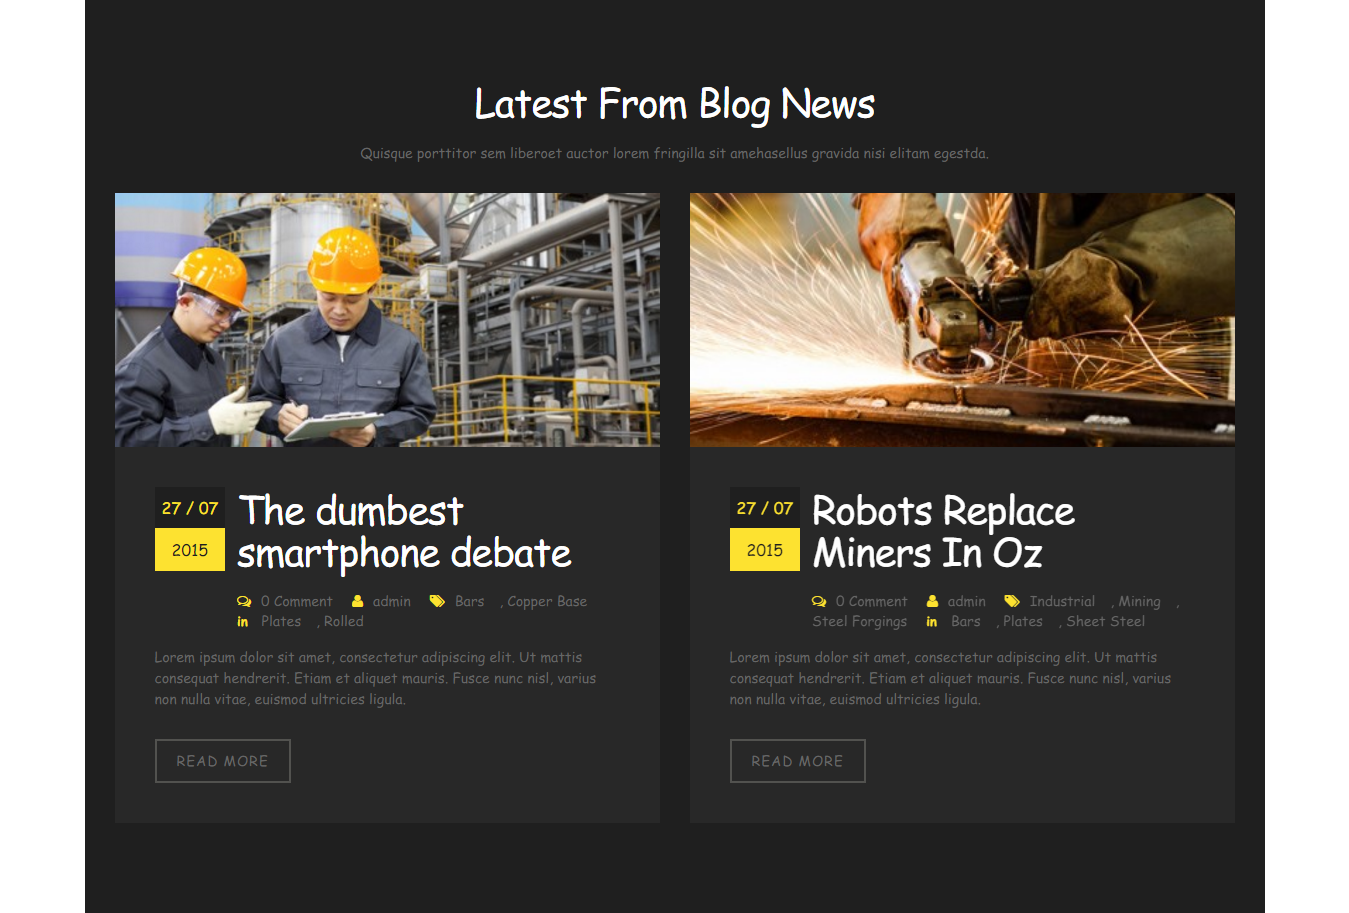 Latest From Blog News
Quisque porttitor sem liberoet auctor lorem fringilla sit amehasellus gravida nisi elitam egestda.
27 / 07
2015
The dumbest
smartphone debate
0 Comment admin Bars , Copper Base
in Plates , Rolled
Lorem ipsum dolor sit amet, consectetur adipiscing elit. Ut mattis
consequat hendrerit. Etiam et aliquet mauris. Fusce nunc nisl, varius
non nulla vitae, euismod ultricies ligula.
READ MORE
27 / 07
2015
Robots Replace
Miners In Oz
0 Comment admin Industrial , Mining ,
Steel Forgings in Bars , Plates , Sheet Steel
Lorem ipsum dolor sit amet, consectetur adipiscing elit. Ut mattis
consequat hendrerit. Etiam et aliquet mauris. Fusce nunc nisl, varius
non nulla vitae, euismod ultricies ligula.
READ MORE